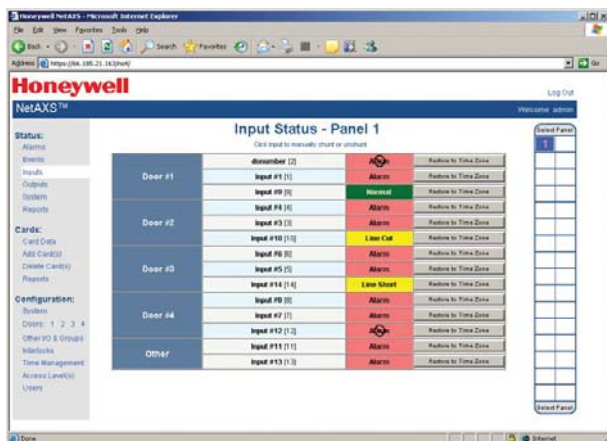 Honeywell NetAXS - Microsoft Internet Explorer
File Edit View Favorites Tools Help
Back Search Favorites
Address Go
Honeywell
Log Out
NetAXS™
Welcome admin
Input Status - Panel 1
Click input to manually shunt or unshunt
Select Panel
1
Status:
Alarms
Events
Inputs
Outputs
System
Reports
Cards:
Card Data
Add Card(s)
Delete Card(s)
Reports
Configuration:
System
Doors: 1 2 3 4
Other I/O & Groups
Interlocks
Time Management
Access Level(s)
Users
Door #1
donumber [2] Alarm Restore to Time Zone
Input #1 [1] Alarm Restore to Time Zone
Input #9 [9] Normal Restore to Time Zone
Door #2
Input #4 [4] Alarm Restore to Time Zone
Input #3 [3] Alarm Restore to Time Zone
Input #10 [10] Line Cut Restore to Time Zone
Door #3
Input #6 [6] Alarm Restore to Time Zone
Input #5 [5] Alarm Restore to Time Zone
Input #14 [14] Line Short Restore to Time Zone
Door #4
Input #8 [8] Alarm Restore to Time Zone
Input #7 [7] Alarm Restore to Time Zone
Input #12 [12] Alarm Restore to Time Zone
Other
Input #11 [11] Alarm Restore to Time Zone
Input #13 [13] Alarm Restore to Time Zone
Select Panel
Done
Internet